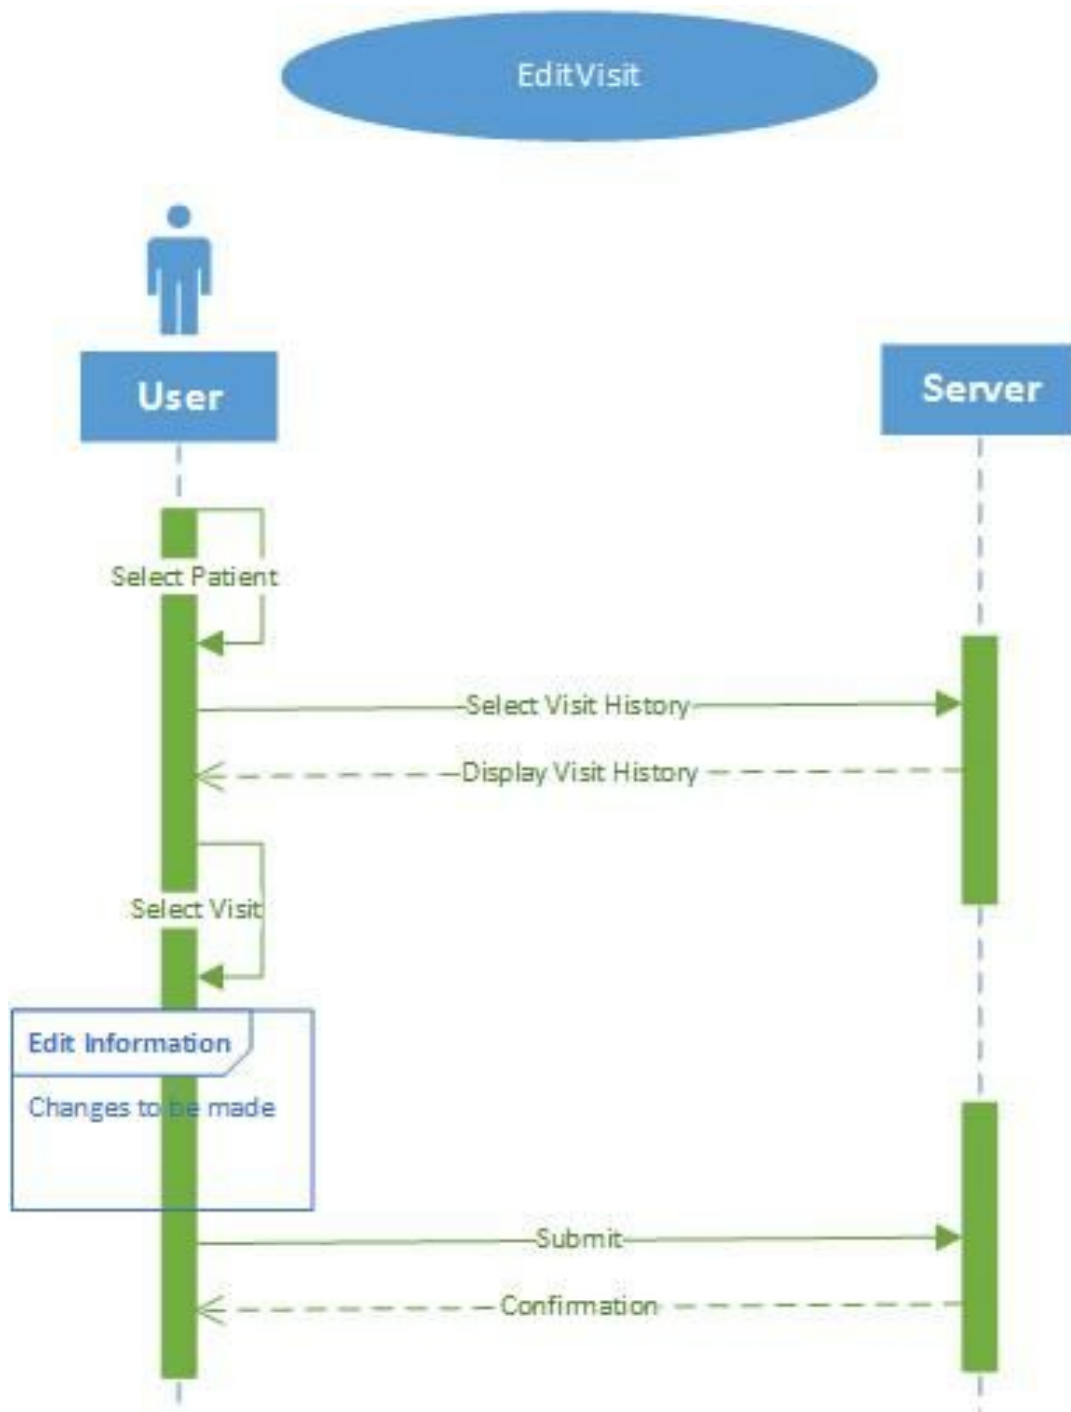 EditVisit
User
Server
Select Patient
Select Visit History
Display Visit History
Select Visit
Edit Information
Changes to be made
Submit
Confirmation